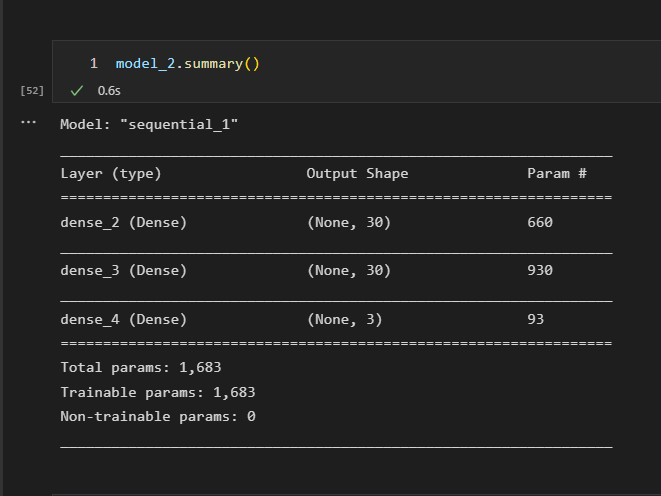 1 model_2.summary()
[52] ✓ 0.6s
... Model: "sequential_1"
_________________________________________________________________
Layer (type) Output Shape Param #
=================================================================
dense_2 (Dense) (None, 30) 660
_________________________________________________________________
dense_3 (Dense) (None, 30) 930
_________________________________________________________________
dense_4 (Dense) (None, 3) 93
=================================================================
Total params: 1,683
Trainable params: 1,683
Non-trainable params: 0
_________________________________________________________________